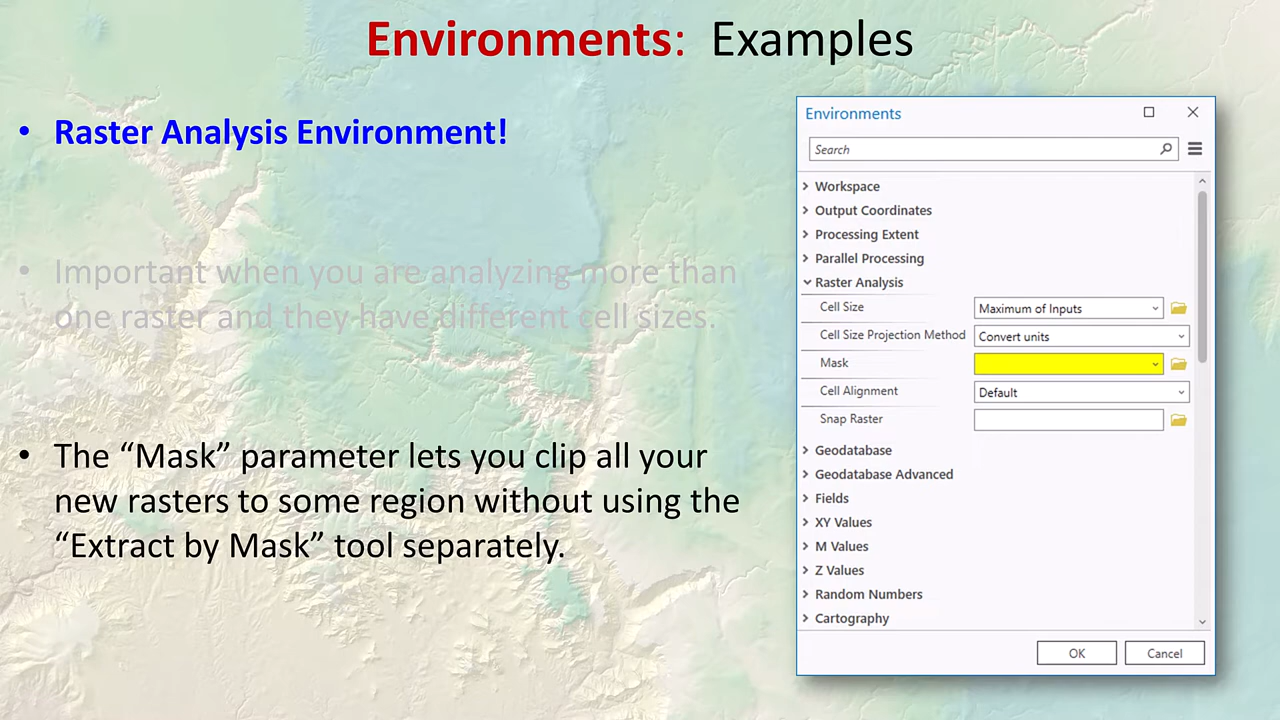 Environments: Examples
• Raster Analysis Environment!
• Important when you are analyzing more than
one raster and they have different cell sizes.
• The “Mask” parameter lets you clip all your
new rasters to some region without using the
“Extract by Mask” tool separately.
Environments
Search
Workspace
Output Coordinates
Processing Extent
Parallel Processing
Raster Analysis
Cell Size Maximum of Inputs
Cell Size Projection Method Convert units
Mask
Cell Alignment Default
Snap Raster
Geodatabase
Geodatabase Advanced
Fields
XY Values
M Values
Z Values
Random Numbers
Cartography
OK Cancel